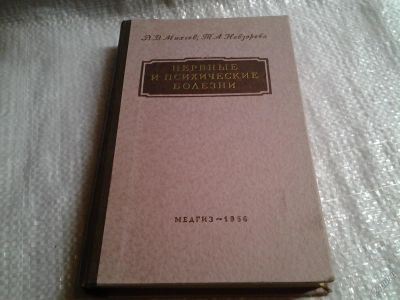 В. В. Михеев, Т. А. Невзорова
НЕРВНЫЕ
И ПСИХИЧЕСКИЕ
БОЛЕЗНИ
МЕДГИЗ~1956